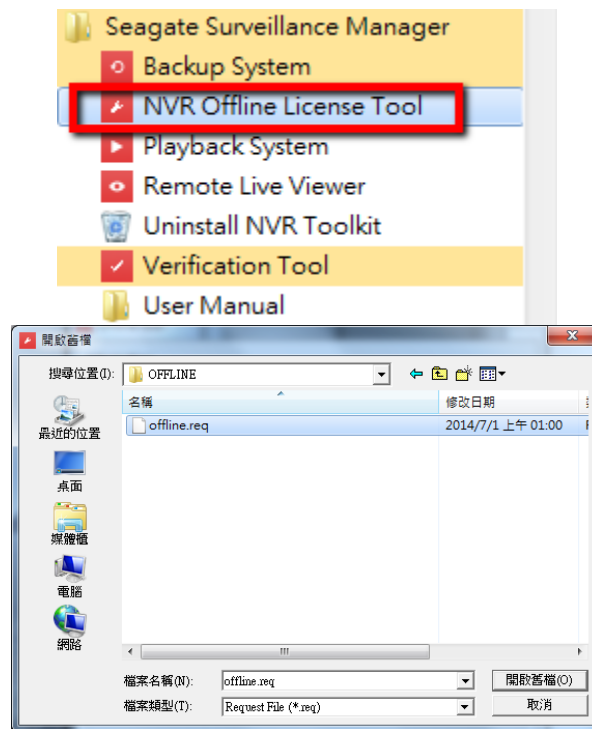 Seagate Surveillance Manager
Backup System
NVR Offline License Tool
Playback System
Remote Live Viewer
Uninstall NVR Toolkit
Verification Tool
User Manual
開啟舊檔
搜尋位置(I): OFFLINE
名稱 修改日期
offline.req 2014/7/1 上午 01:00
最近的位置
桌面
媒體櫃
電腦
網路
檔案名稱(N): offline.req 開啟舊檔(O)
檔案類型(T): Request File (*.req) 取消